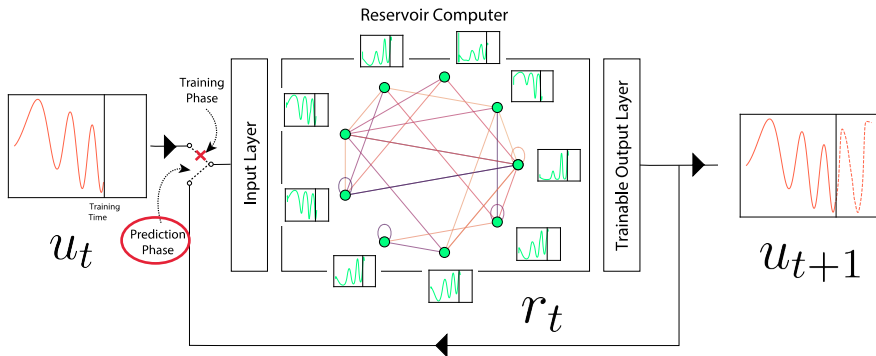 Reservoir Computer
Training
Phase
Input Layer
Trainable Output Layer
Training
Time
Prediction
Phase
u_t
r_t
u_{t+1}